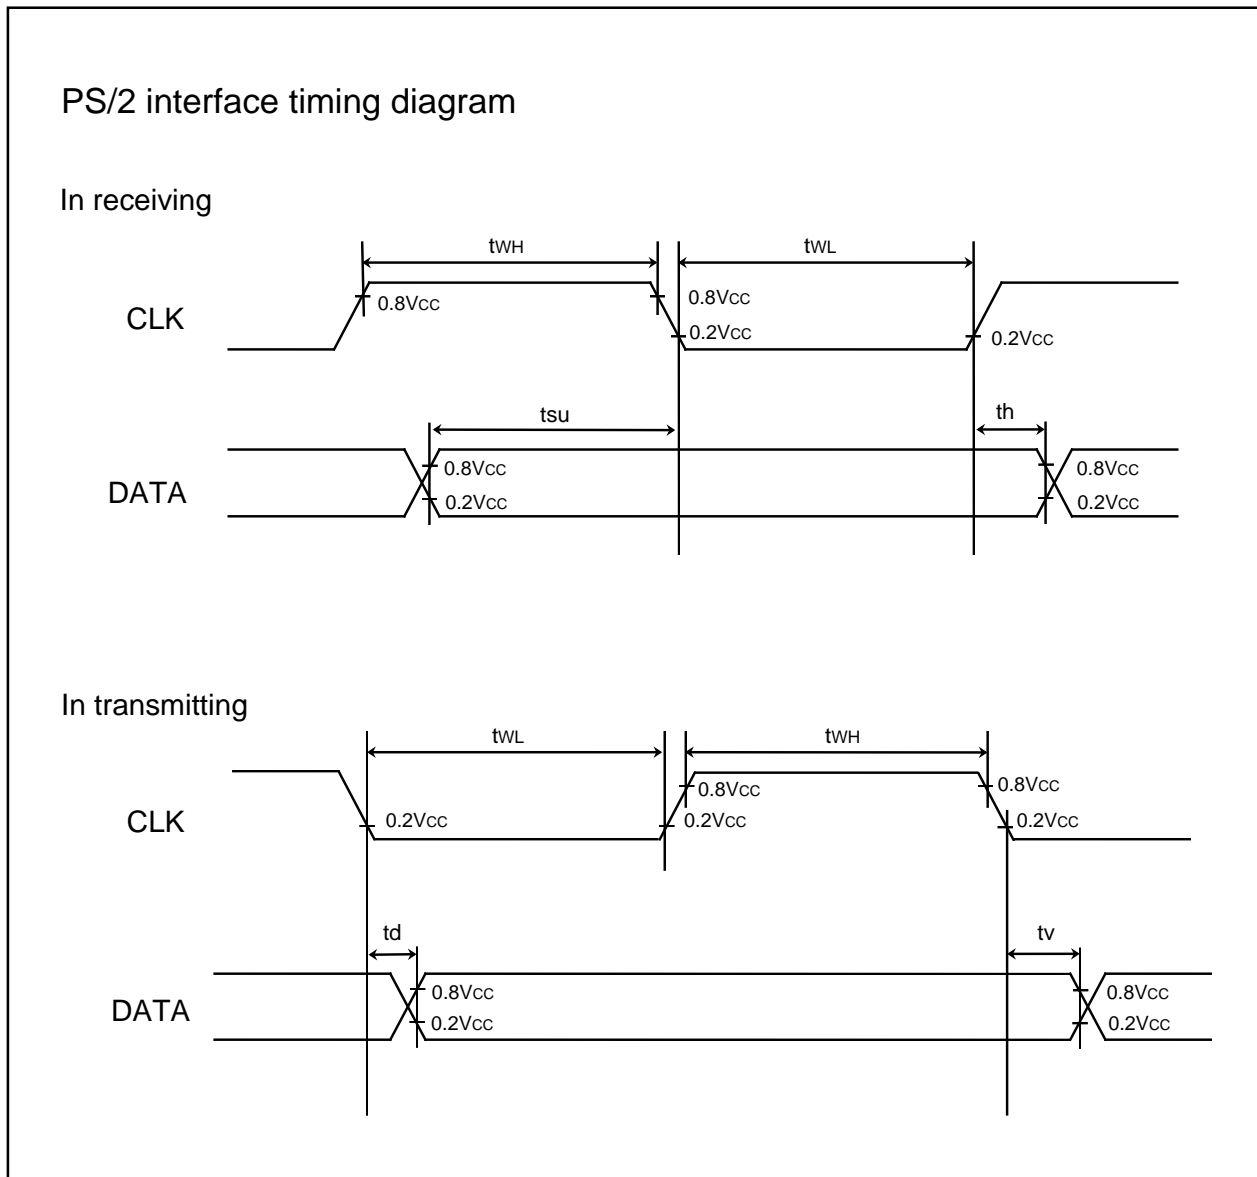 PS/2 interface timing diagram
In receiving
tWH
tWL
CLK
0.8VCC
0.8VCC
0.2VCC
0.2VCC
tsu
th
DATA
0.8VCC
0.2VCC
0.8VCC
0.2VCC
In transmitting
tWL
tWH
CLK
0.2VCC
0.8VCC
0.2VCC
0.8VCC
0.2VCC
td
tv
DATA
0.8VCC
0.2VCC
0.8VCC
0.2VCC